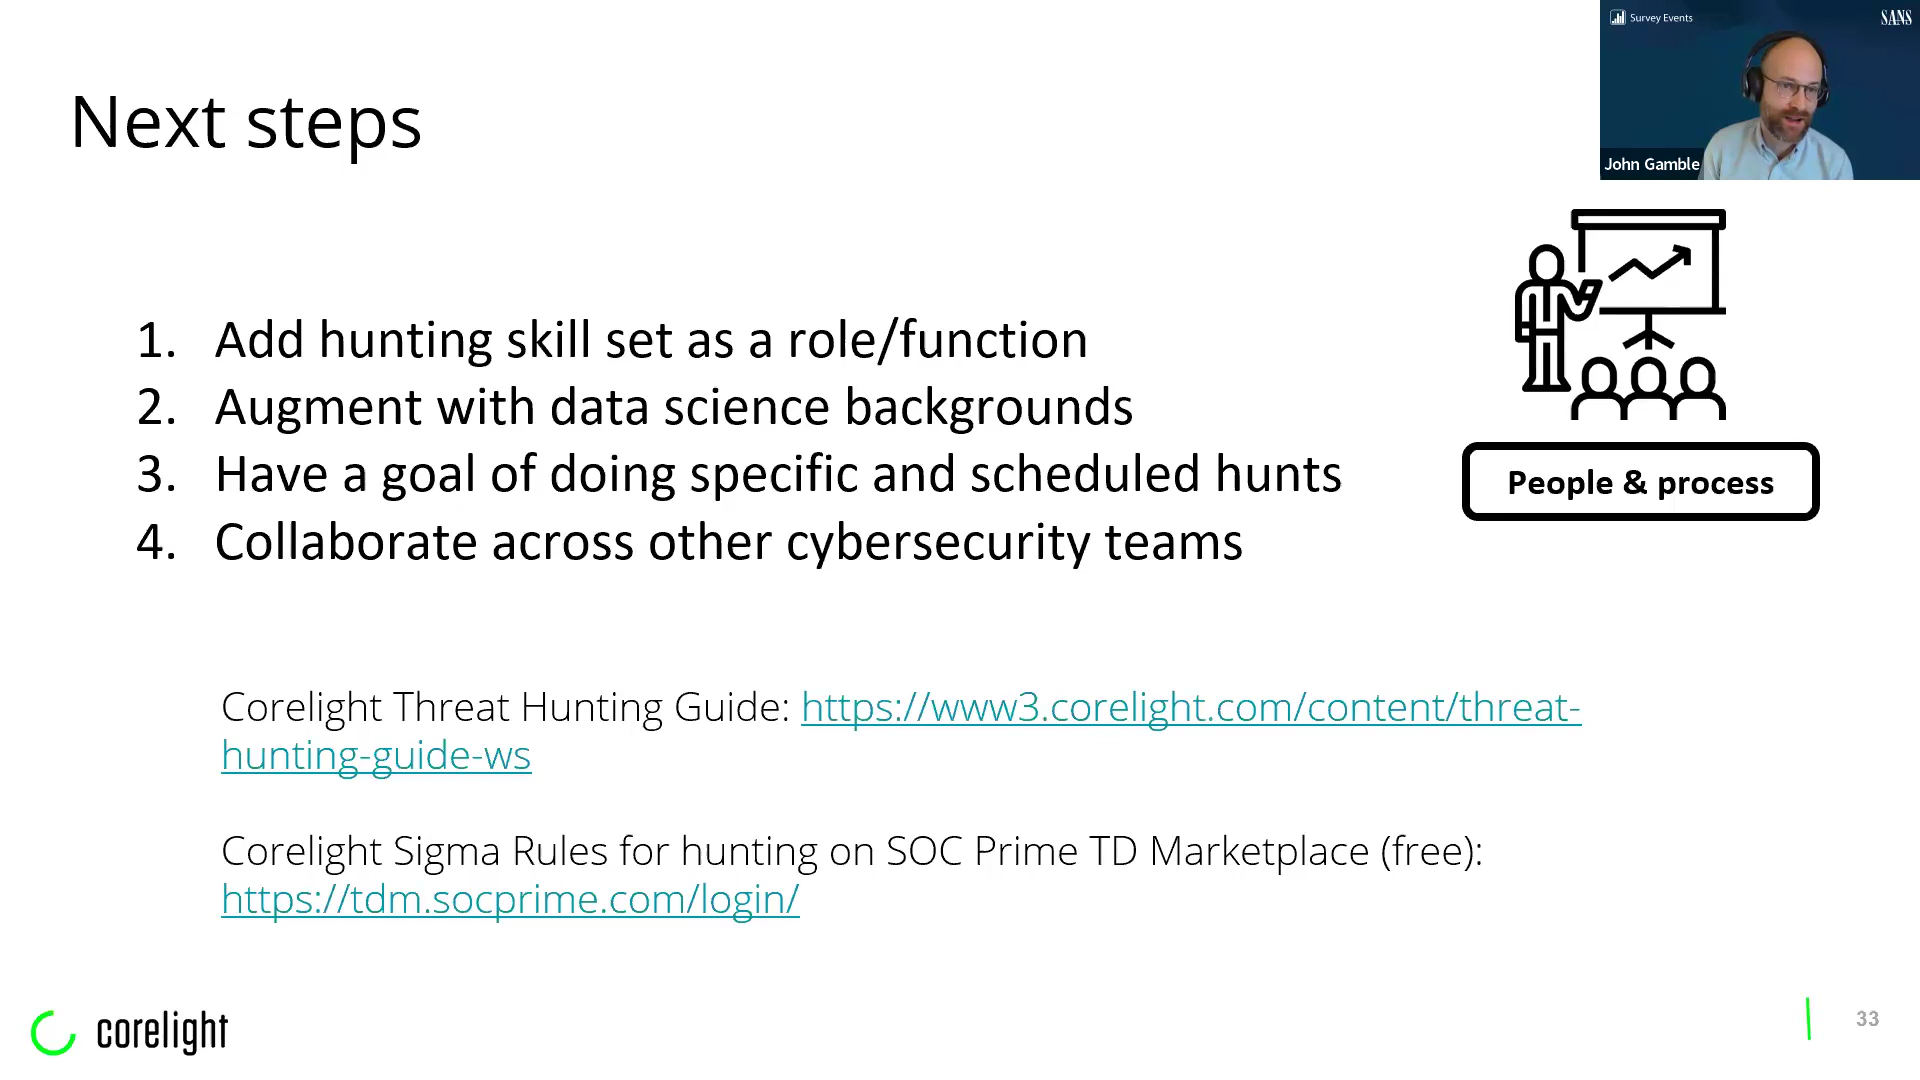 Survey Events
SANS
John Gamble
Next steps
1. Add hunting skill set as a role/function
2. Augment with data science backgrounds
3. Have a goal of doing specific and scheduled hunts
4. Collaborate across other cybersecurity teams
People & process
Corelight Threat Hunting Guide: https://www3.corelight.com/content/threat-
hunting-guide-ws
Corelight Sigma Rules for hunting on SOC Prime TD Marketplace (free):
https://tdm.socprime.com/login/
corelight
33